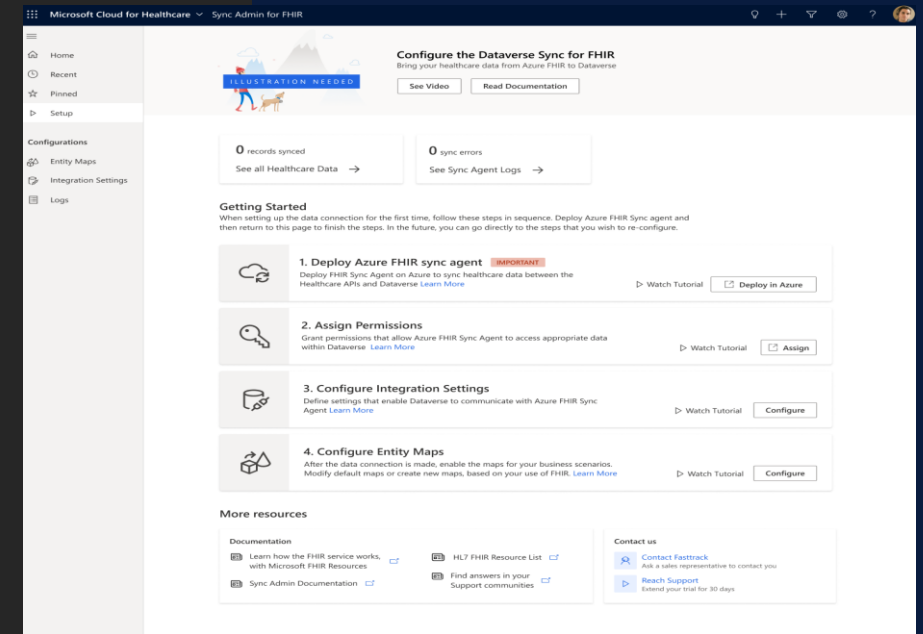 Microsoft Cloud for Healthcare Sync Admin for FHIR
Home
Recent
Pinned
Setup
Configurations
Entity Maps
Integration Settings
Logs
ILLUSTRATION NEEDED
Configure the Dataverse Sync for FHIR
Bring your healthcare data from Azure FHIR to Dataverse
See Video Read Documentation
0 records synced
See all Healthcare Data
0 sync errors
See Sync Agent Logs
Getting Started
When setting up the data connection for the first time, follow these steps in sequence. Deploy Azure FHIR Sync agent and
then return to this page to finish the steps. In the future, you can go directly to the steps that you wish to re-configure.
1. Deploy Azure FHIR sync agent IMPORTANT
Deploy FHIR Sync Agent on Azure to sync healthcare data between the
Healthcare APIs and Dataverse Learn More
Watch Tutorial Deploy in Azure
2. Assign Permissions
Grant permissions that allow Azure FHIR Sync Agent to access appropriate data
within Dataverse Learn More
Watch Tutorial Assign
3. Configure Integration Settings
Define settings that enable Dataverse to communicate with Azure FHIR Sync
Agent Learn More
Watch Tutorial Configure
4. Configure Entity Maps
After the data connection is made, enable the maps for your business scenarios.
Modify default maps or create new maps, based on your use of FHIR. Learn More
Watch Tutorial Configure
More resources
Documentation
Learn how the FHIR service works,
with Microsoft FHIR Resources
Sync Admin Documentation
HL7 FHIR Resource List
Find answers in your
Support communities
Contact us
Contact Fasttrack
Ask a sales representative to contact you
Reach Support
Extend your trial for 30 days